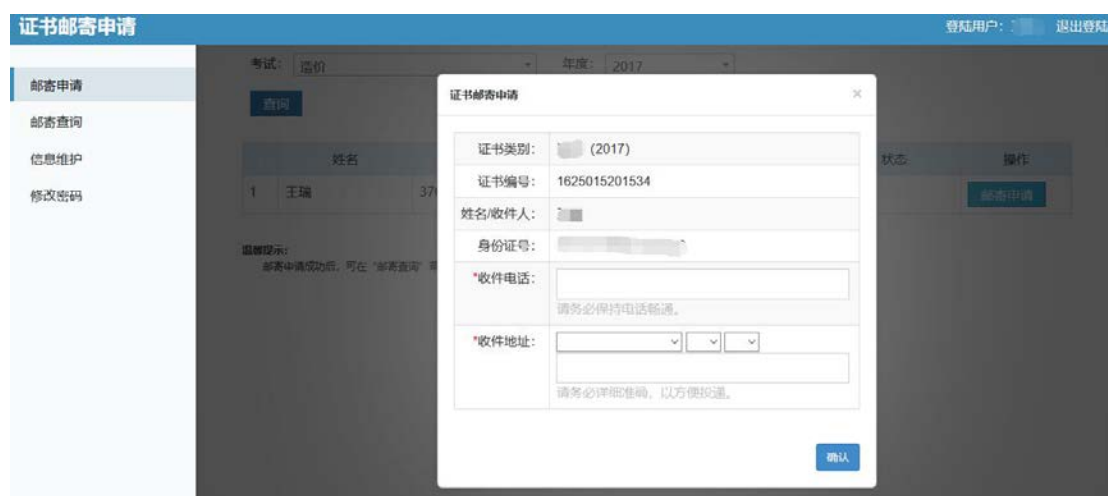 证书邮寄申请
登陆用户： 退出登陆
邮寄申请
邮寄查询
信息维护
修改密码
考试： 造价 年度： 2017
查询
姓名 状态 操作
1 王瑞 37 邮寄申请
温馨提示：
邮寄申请成功后，可在“邮寄查询”
证书邮寄申请 ×
证书类别： (2017)
证书编号： 1625015201534
姓名/收件人：
身份证号：
*收件电话：
请务必保持电话畅通。
*收件地址：
请务必详细准确，以方便投递。
确认